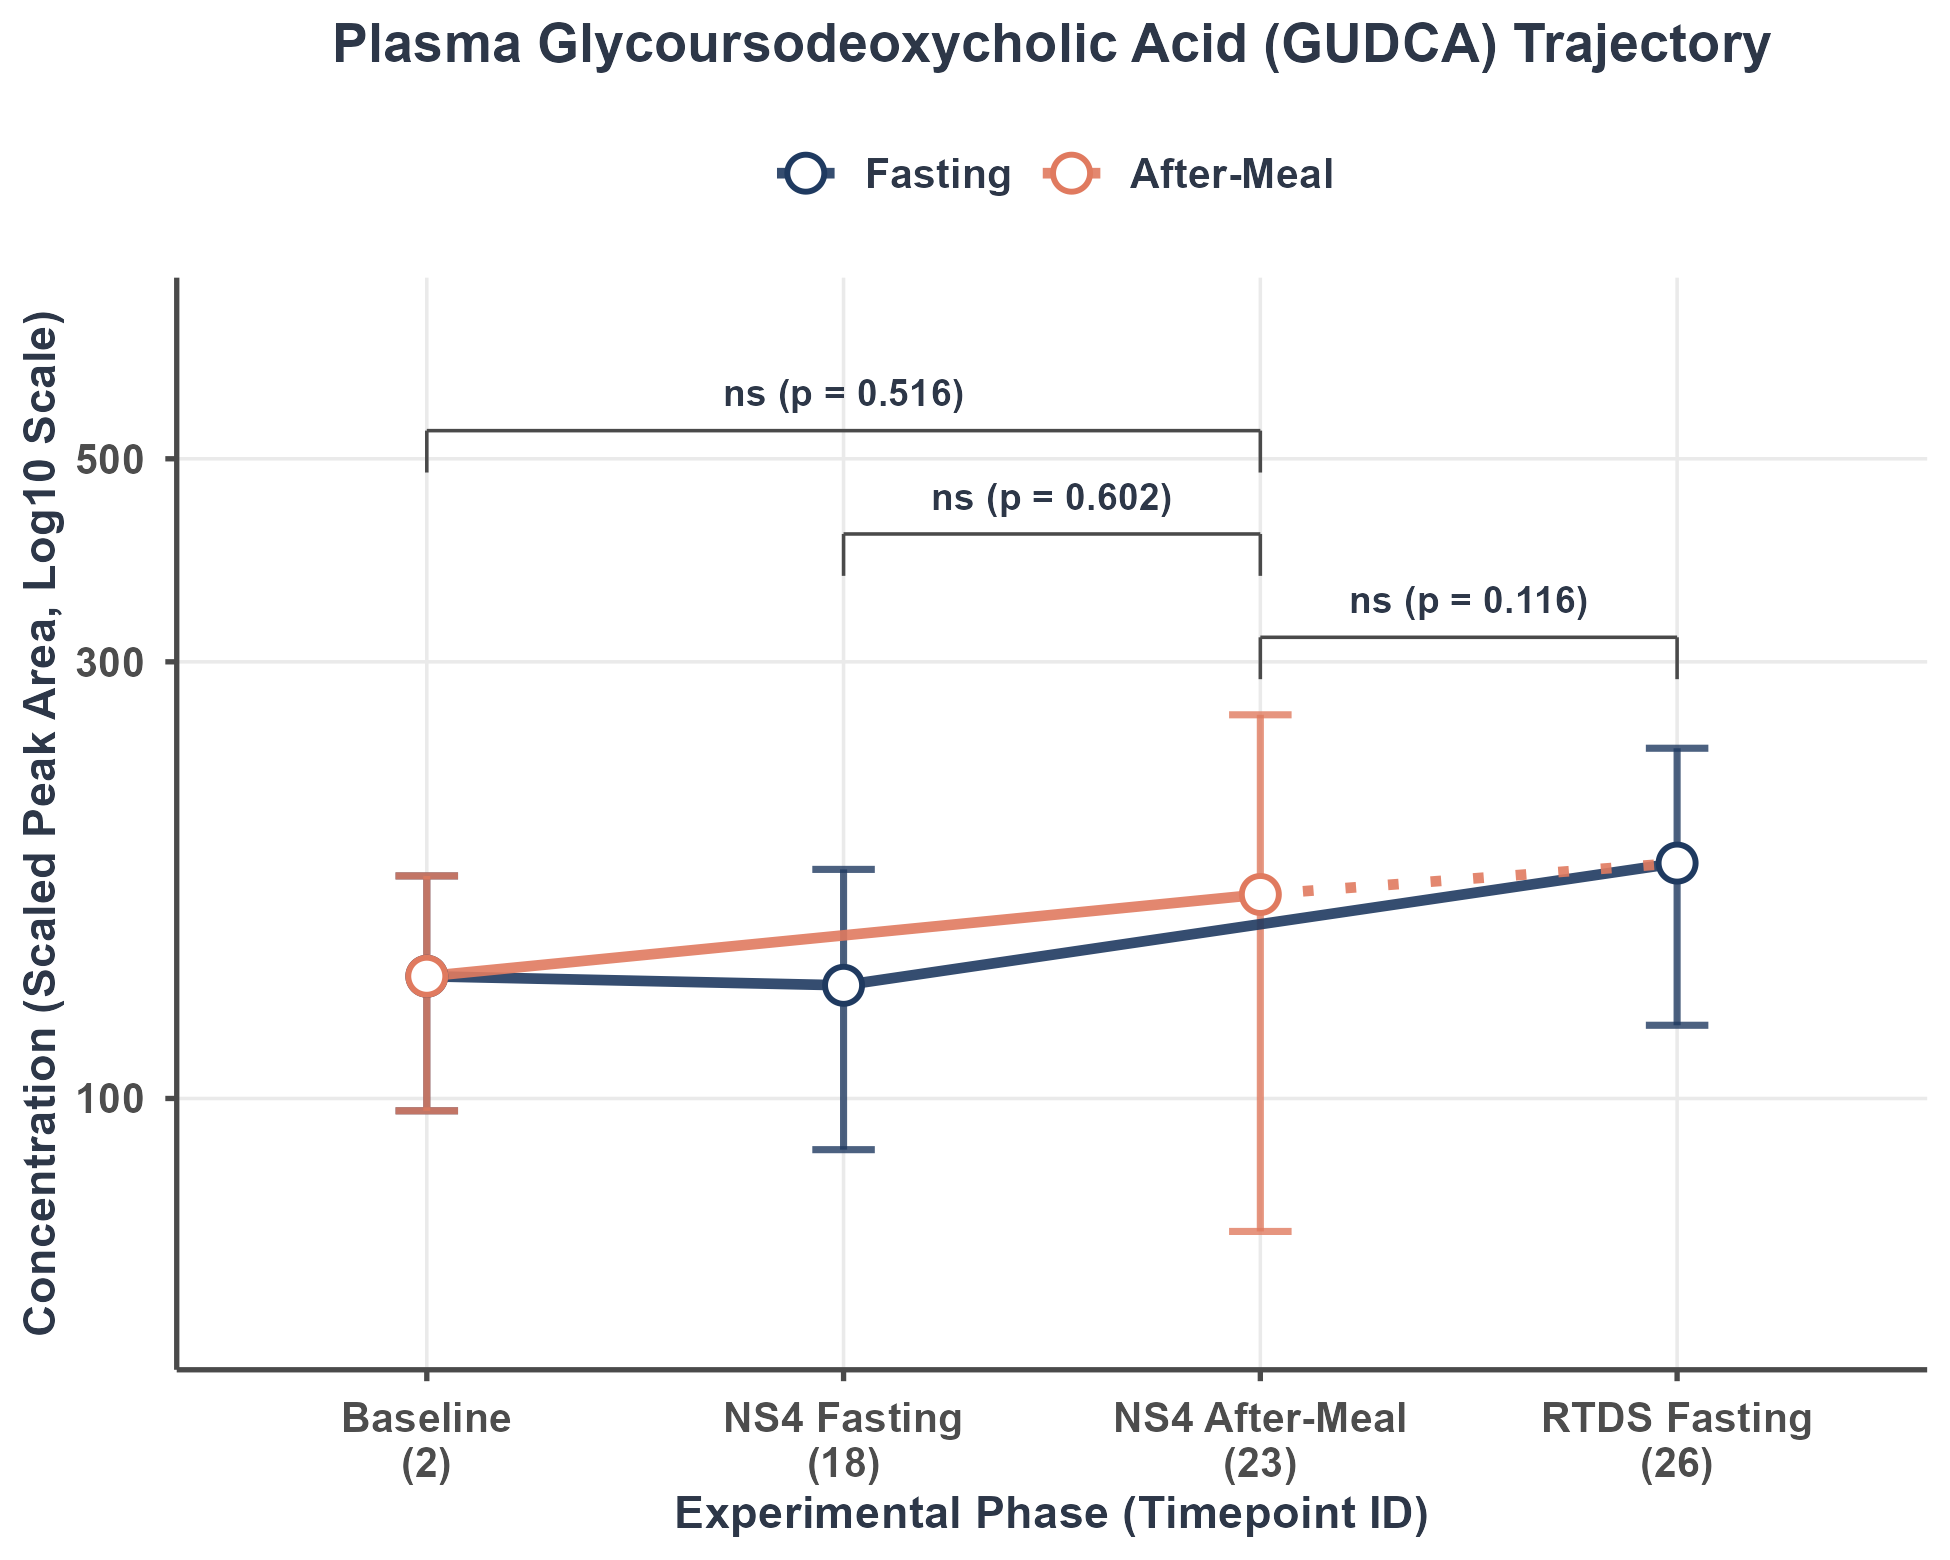 Plasma Glycoursodeoxycholic Acid (GUDCA) Trajectory
Fasting
After-Meal
Concentration (Scaled Peak Area, Log10 Scale)
500
300
100
ns (p = 0.516)
ns (p = 0.602)
ns (p = 0.116)
Baseline
(2)
NS4 Fasting
(18)
NS4 After-Meal
(23)
RTDS Fasting
(26)
Experimental Phase (Timepoint ID)